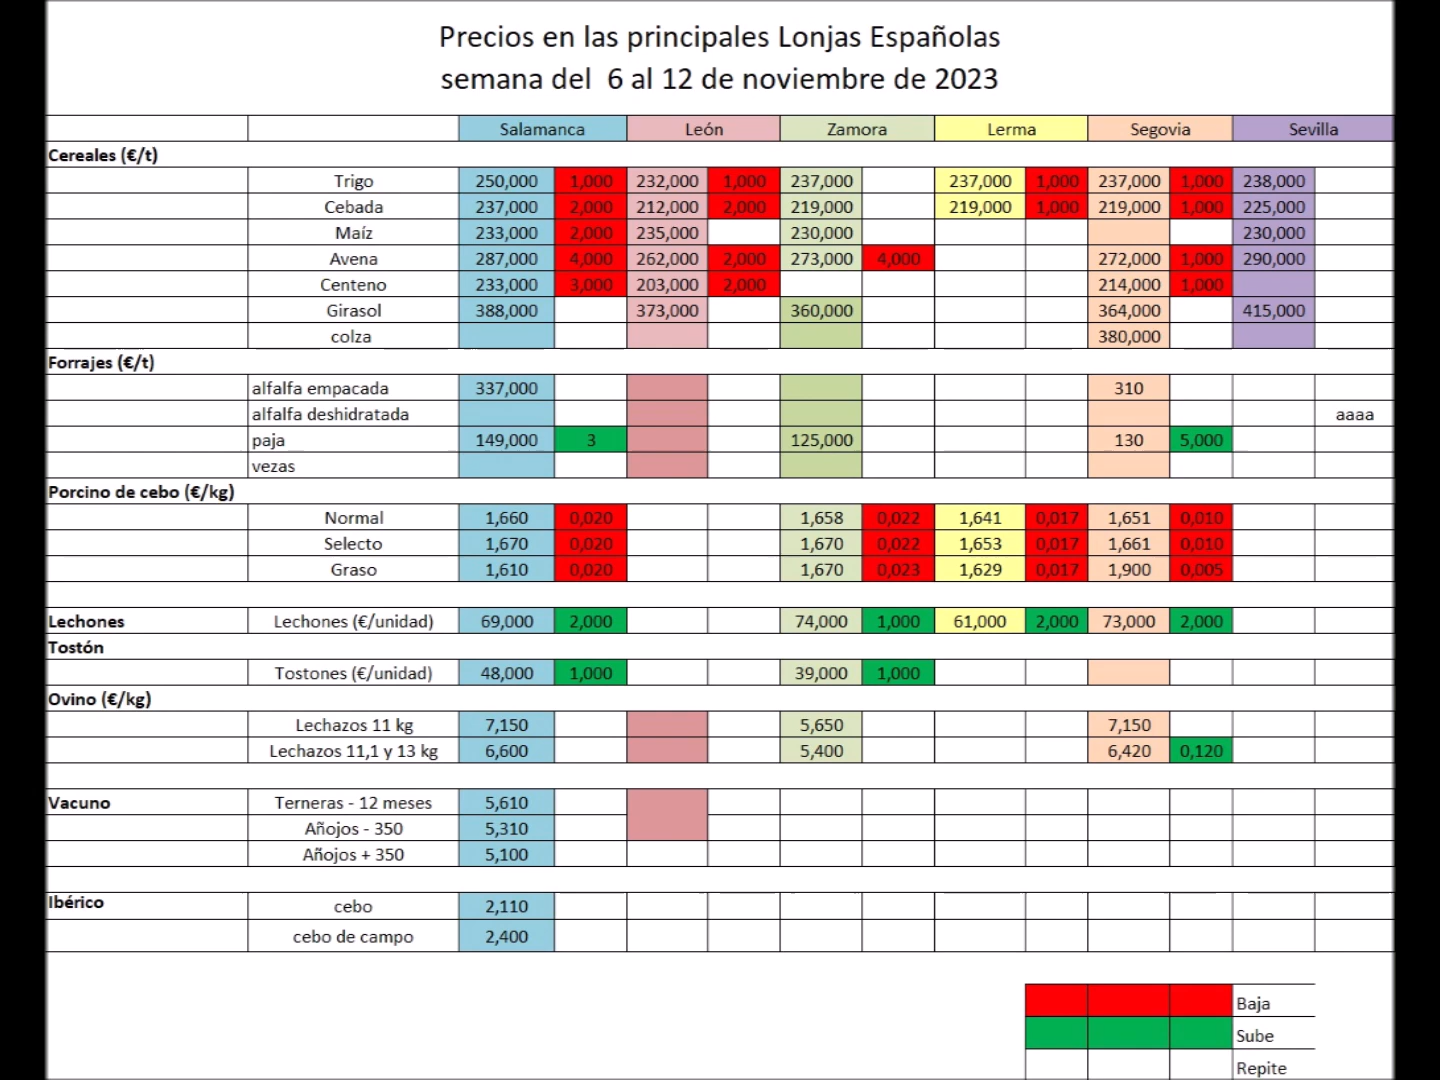 Precios en las principales Lonjas Españolas
semana del  6 al 12 de noviembre de 2023
Salamanca León Zamora Lerma Segovia Sevilla
Cereales (€/t)
Trigo 250,000 1,000 232,000 1,000 237,000 237,000 1,000 237,000 1,000 238,000
Cebada 237,000 2,000 212,000 2,000 219,000 219,000 1,000 219,000 1,000 225,000
Maíz 233,000 2,000 235,000 230,000 230,000
Avena 287,000 4,000 262,000 2,000 273,000 4,000 272,000 1,000 290,000
Centeno 233,000 3,000 203,000 2,000 214,000 1,000
Girasol 388,000 373,000 360,000 364,000 415,000
colza 380,000
Forrajes (€/t)
alfalfa empacada 337,000 310
alfalfa deshidratada aaaa
paja 149,000 3 125,000 130 5,000
vezas
Porcino de cebo (€/kg)
Normal 1,660 0,020 1,658 0,022 1,641 0,017 1,651 0,010
Selecto 1,670 0,020 1,670 0,022 1,653 0,017 1,661 0,010
Graso 1,610 0,020 1,670 0,023 1,629 0,017 1,900 0,005
Lechones Lechones (€/unidad) 69,000 2,000 74,000 1,000 61,000 2,000 73,000 2,000
Tostón
Tostones (€/unidad) 48,000 1,000 39,000 1,000
Ovino (€/kg)
Lechazos 11 kg 7,150 5,650 7,150
Lechazos 11,1 y 13 kg 6,600 5,400 6,420 0,120
Vacuno Terneras - 12 meses 5,610
Añojos - 350 5,310
Añojos + 350 5,100
Ibérico cebo 2,110
cebo de campo 2,400
Baja
Sube
Repite